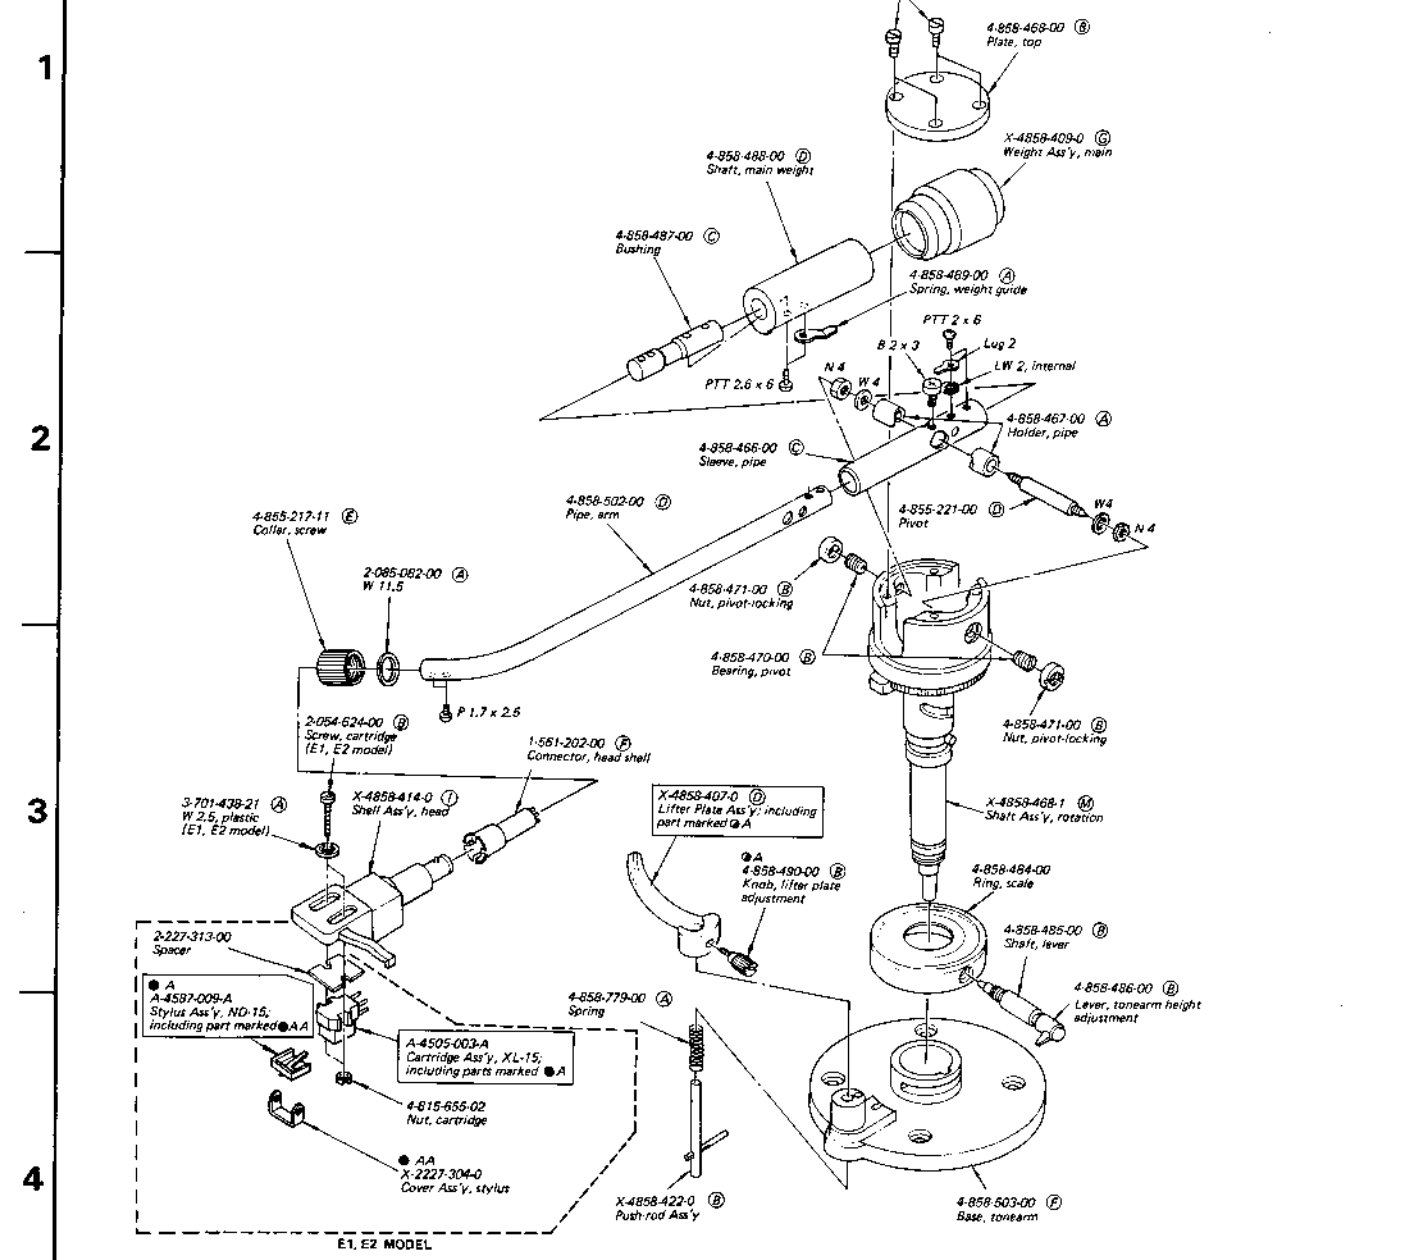 1
4-858-468-00 Ⓑ
Plate, top
X-4858-409-0 Ⓖ
Weight Ass'y, main
4-858-488-00 Ⓓ
Shaft, main weight
4-858-487-00 Ⓒ
Bushing
4-858-489-00 Ⓐ
Spring, weight guide
PTT 2 x 6
B 2 x 3
Lug 2
LW 2, internal
N 4
W 4
PTT 2.6 x 6
2
4-858-467-00 Ⓐ
Holder, pipe
4-858-466-00 Ⓒ
Sleeve, pipe
4-858-502-00 Ⓓ
Pipe, arm
4-855-221-00 Ⓓ
Pivot
W4
N 4
4-855-217-11 Ⓔ
Collar, screw
2-085-082-00 Ⓐ
W 11.5
4-858-471-00 Ⓑ
Nut, pivot-locking
4-858-470-00 Ⓑ
Bearing, pivot
P 1.7 x 2.5
4-858-471-00 Ⓑ
Nut, pivot-locking
2-054-624-00 Ⓑ
Screw, cartridge
(E1, E2 model)
1-561-202-00 Ⓕ
Connector, head shell
3
3-701-438-21 Ⓐ
W 2.5, plastic
(E1, E2 model)
X-4858-414-0 Ⓘ
Shell Ass'y, head
X-4858-407-0 Ⓓ
Lifter Plate Ass'y; including
part marked ◕ A
X-4858-468-1 Ⓜ
Shaft Ass'y, rotation
◕ A
4-858-490-00 Ⓑ
Knob, lifter plate
adjustment
4-858-484-00
Ring, scale
2-227-313-00
Spacer
4-858-485-00 Ⓑ
Shaft, lever
● A
A-4587-009-A
Stylus Ass'y, ND-15;
including part marked ● AA
4-858-779-00 Ⓐ
Spring
4-858-486-00 Ⓑ
Lever, tonearm height
adjustment
A-4505-003-A
Cartridge Ass'y, XL-15;
including parts marked ● A
4-815-655-02
Nut, cartridge
● AA
X-2227-304-0
Cover Ass'y, stylus
4
X-4858-422-0 Ⓑ
Push-rod Ass'y
4-858-503-00 Ⓕ
Base, tonearm
E1, E2 MODEL